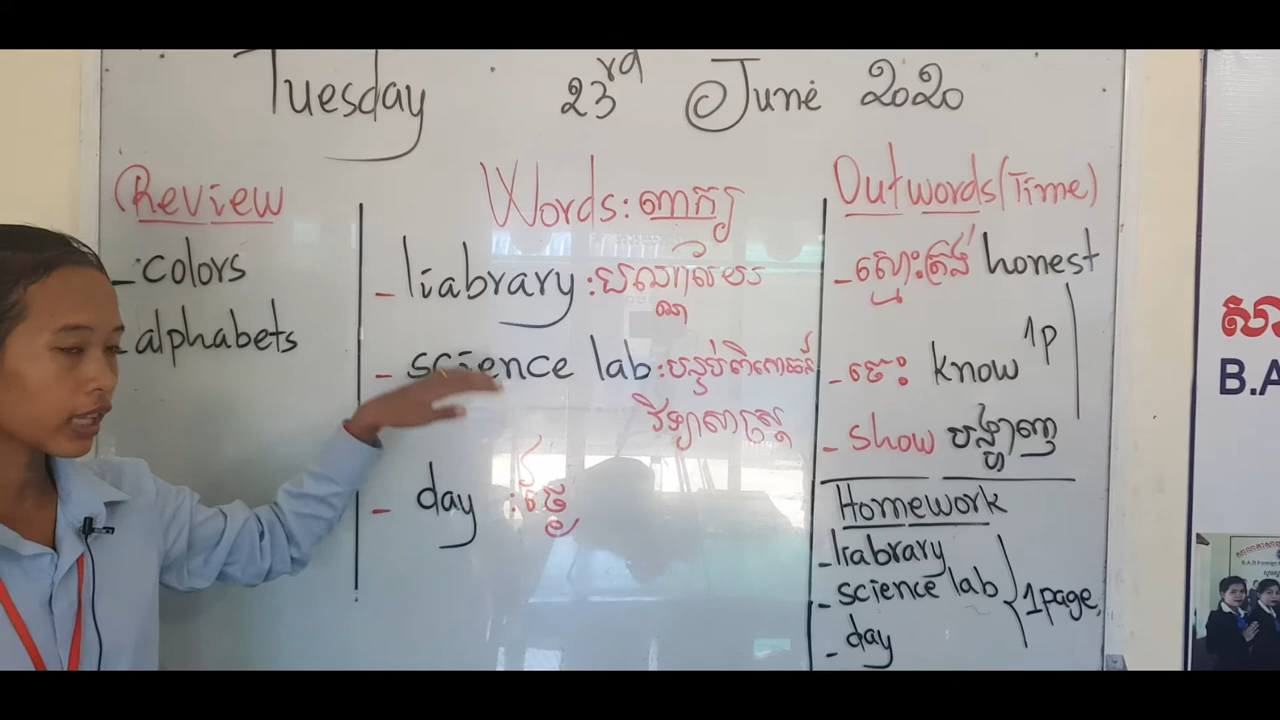 Tuesday 23rd June 2020
Review
- colors
- alphabets
Words: ពាក្យ
- liabrary : បណ្ណាល័យ
- science lab : បន្ទប់ពិសោធន៍
វិទ្យាសាស្ត្រ
- day : ថ្ងៃ
Outwords (Time)
- ស្មោះត្រង់ honest
- ចេះ know 1p
- show បង្ហាញ
Homework
- liabrary
- science lab } 1page,
- day
សា
B.A